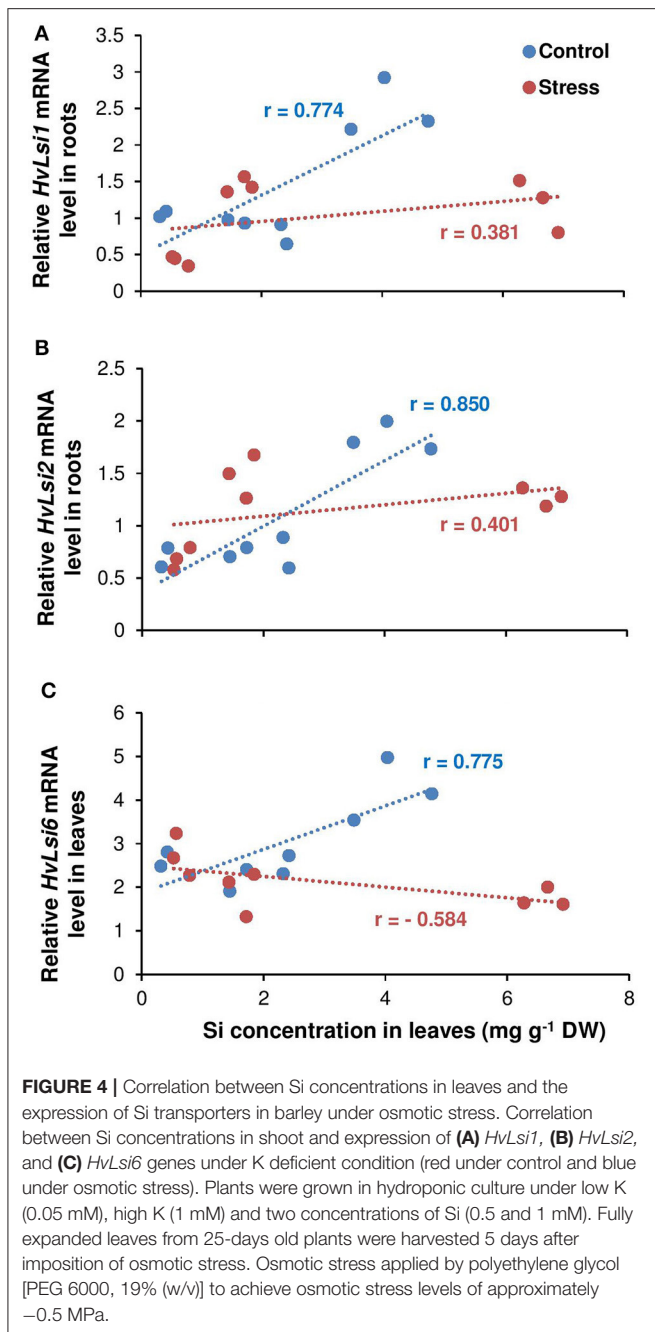 A
Relative HvLsi1 mRNA
level in roots
3.5
3
2.5
2
1.5
1
0.5
0
Control
Stress
r = 0.774
r = 0.381
B
Relative HvLsi2 mRNA
level in roots
2.5
2
1.5
1
0.5
0
r = 0.850
r = 0.401
C
Relative HvLsi6 mRNA
level in leaves
6
5
4
3
2
1
0
r = 0.775
r = - 0.584
0 2 4 6 8
Si concentration in leaves (mg g⁻¹ DW)
FIGURE 4 | Correlation between Si concentrations in leaves and the
expression of Si transporters in barley under osmotic stress. Correlation
between Si concentrations in shoot and expression of (A) HvLsi1, (B) HvLsi2,
and (C) HvLsi6 genes under K deficient condition (red under control and blue
under osmotic stress). Plants were grown in hydroponic culture under low K
(0.05 mM), high K (1 mM) and two concentrations of Si (0.5 and 1 mM). Fully
expanded leaves from 25-days old plants were harvested 5 days after
imposition of osmotic stress. Osmotic stress applied by polyethylene glycol
[PEG 6000, 19% (w/v)] to achieve osmotic stress levels of approximately
−0.5 MPa.